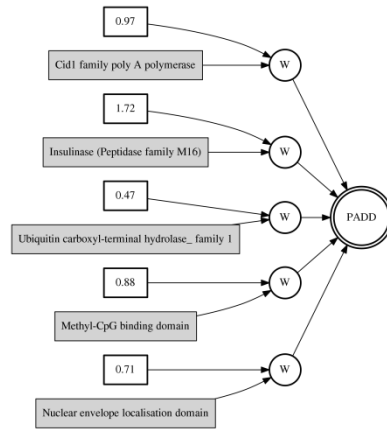 0.97
W
Cid1 family poly A polymerase
1.72
W
Insulinase (Peptidase family M16)
0.47
W
PADD
Ubiquitin carboxyl-terminal hydrolase_ family 1
0.88
W
Methyl-CpG binding domain
0.71
W
Nuclear envelope localisation domain